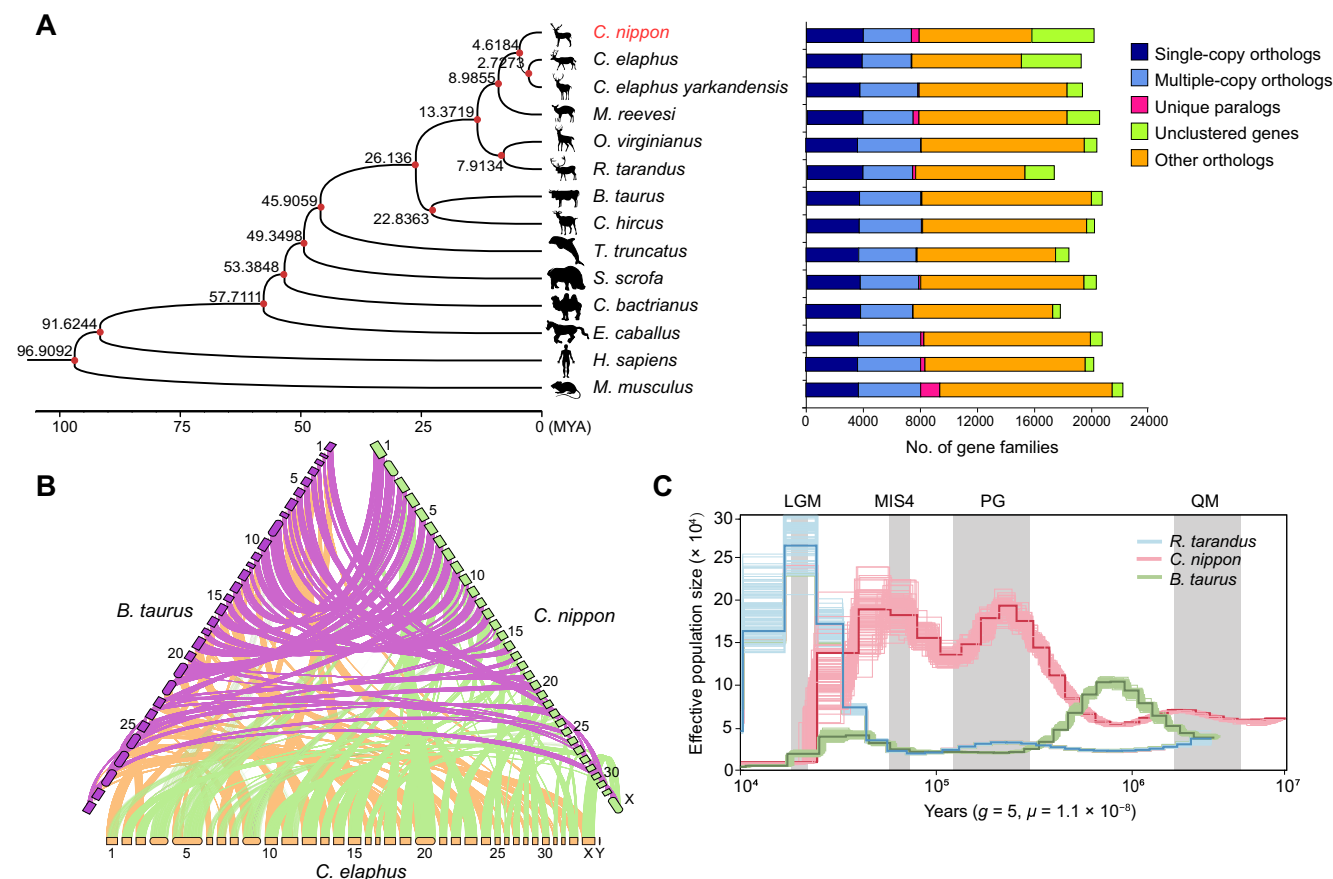 A
C. nippon
4.6184
2.7273
C. elaphus
8.9855
C. elaphus yarkandensis
13.3719
M. reevesi
O. virginianus
26.136
7.9134
R. tarandus
45.9059
B. taurus
22.8363
C. hircus
49.3498
T. truncatus
53.3848
S. scrofa
57.7111
C. bactrianus
91.6244
E. caballus
96.9092
H. sapiens
M. musculus
100 75 50 25 0 (MYA)
Single-copy orthologs
Multiple-copy orthologs
Unique paralogs
Unclustered genes
Other orthologs
0 4000 8000 12000 16000 20000 24000
No. of gene families
B
1 5 10 15 20 25
B. taurus
1 5 10 15 20 25 30 X
C. nippon
1 5 10 15 20 25 30 X Y
C. elaphus
C
LGM MIS4 PG QM
Effective population size (× 10⁴)
30
25
20
15
10
5
0
R. tarandus
C. nippon
B. taurus
10⁴ 10⁵ 10⁶ 10⁷
Years (g = 5, μ = 1.1 × 10⁻⁸)